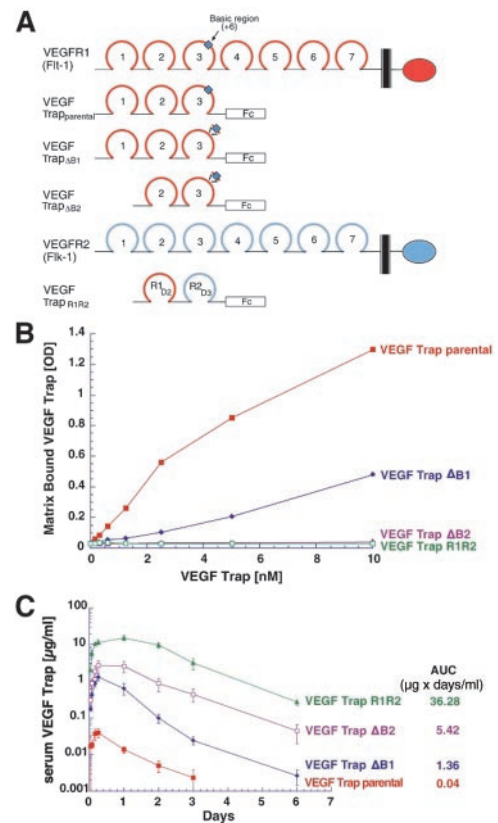 A
Basic region
(+6)
VEGFR1
(Flt-1)
1 2 3 4 5 6 7
VEGF
Trapparental
1 2 3 Fc
VEGF
TrapΔB1
1 2 3 Fc
VEGF
TrapΔB2
2 3 Fc
VEGFR2
(Flk-1)
1 2 3 4 5 6 7
VEGF
TrapR1R2
R1D2 R2D3 Fc
B
Matrix Bound VEGF Trap [OD]
1.4
1.2
1
0.8
0.6
0.4
0.2
0
0 2 4 6 8 10
VEGF Trap [nM]
VEGF Trap parental
VEGF Trap ΔB1
VEGF Trap ΔB2
VEGF Trap R1R2
C
serum VEGF Trap [µg/ml]
100
10
1
0.1
0.01
0.001
0 1 2 3 4 5 6 7
Days
AUC
(µg x days/ml)
VEGF Trap R1R2 36.28
VEGF Trap ΔB2 5.42
VEGF Trap ΔB1 1.36
VEGF Trap parental 0.04